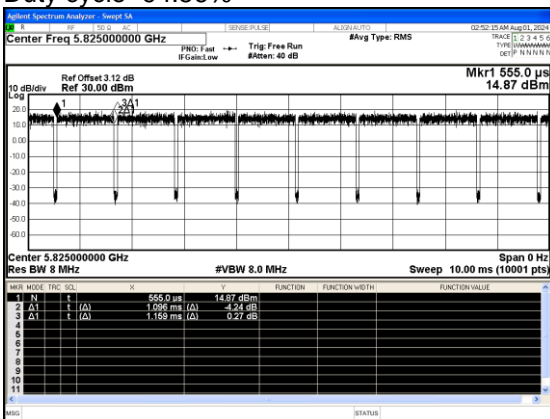 Agilent Spectrum Analyzer - Swept SA
R RF 50 Ω AC SENSE:PULSE ALIGN AUTO 02:52:15 AM Aug 01, 2024
Center Freq 5.825000000 GHz #Avg Type: RMS TRACE 1 2 3 4 5 6
PNO: Fast Trig: Free Run TYPE
IFGain:Low #Atten: 40 dB DET P N N N N N
Mkr1 555.0 µs
Ref Offset 3.12 dB
10 dB/div Ref 30.00 dBm 14.87 dBm
Log
20.0
1
3Δ1
2Δ1
10.0
0.00
-10.0
-20.0
-30.0
-40.0
-50.0
-60.0
Center 5.825000000 GHz Span 0 Hz
Res BW 8 MHz #VBW 8.0 MHz Sweep 10.00 ms (10001 pts)
MKR MODE TRC SCL X Y FUNCTION FUNCTION WIDTH FUNCTION VALUE
1 N t 555.0 µs 14.87 dBm
2 Δ1 t (Δ) 1.096 ms (Δ) -4.24 dB
3 Δ1 t (Δ) 1.159 ms (Δ) 0.27 dB
4
5
6
7
8
9
10
11
MSG STATUS